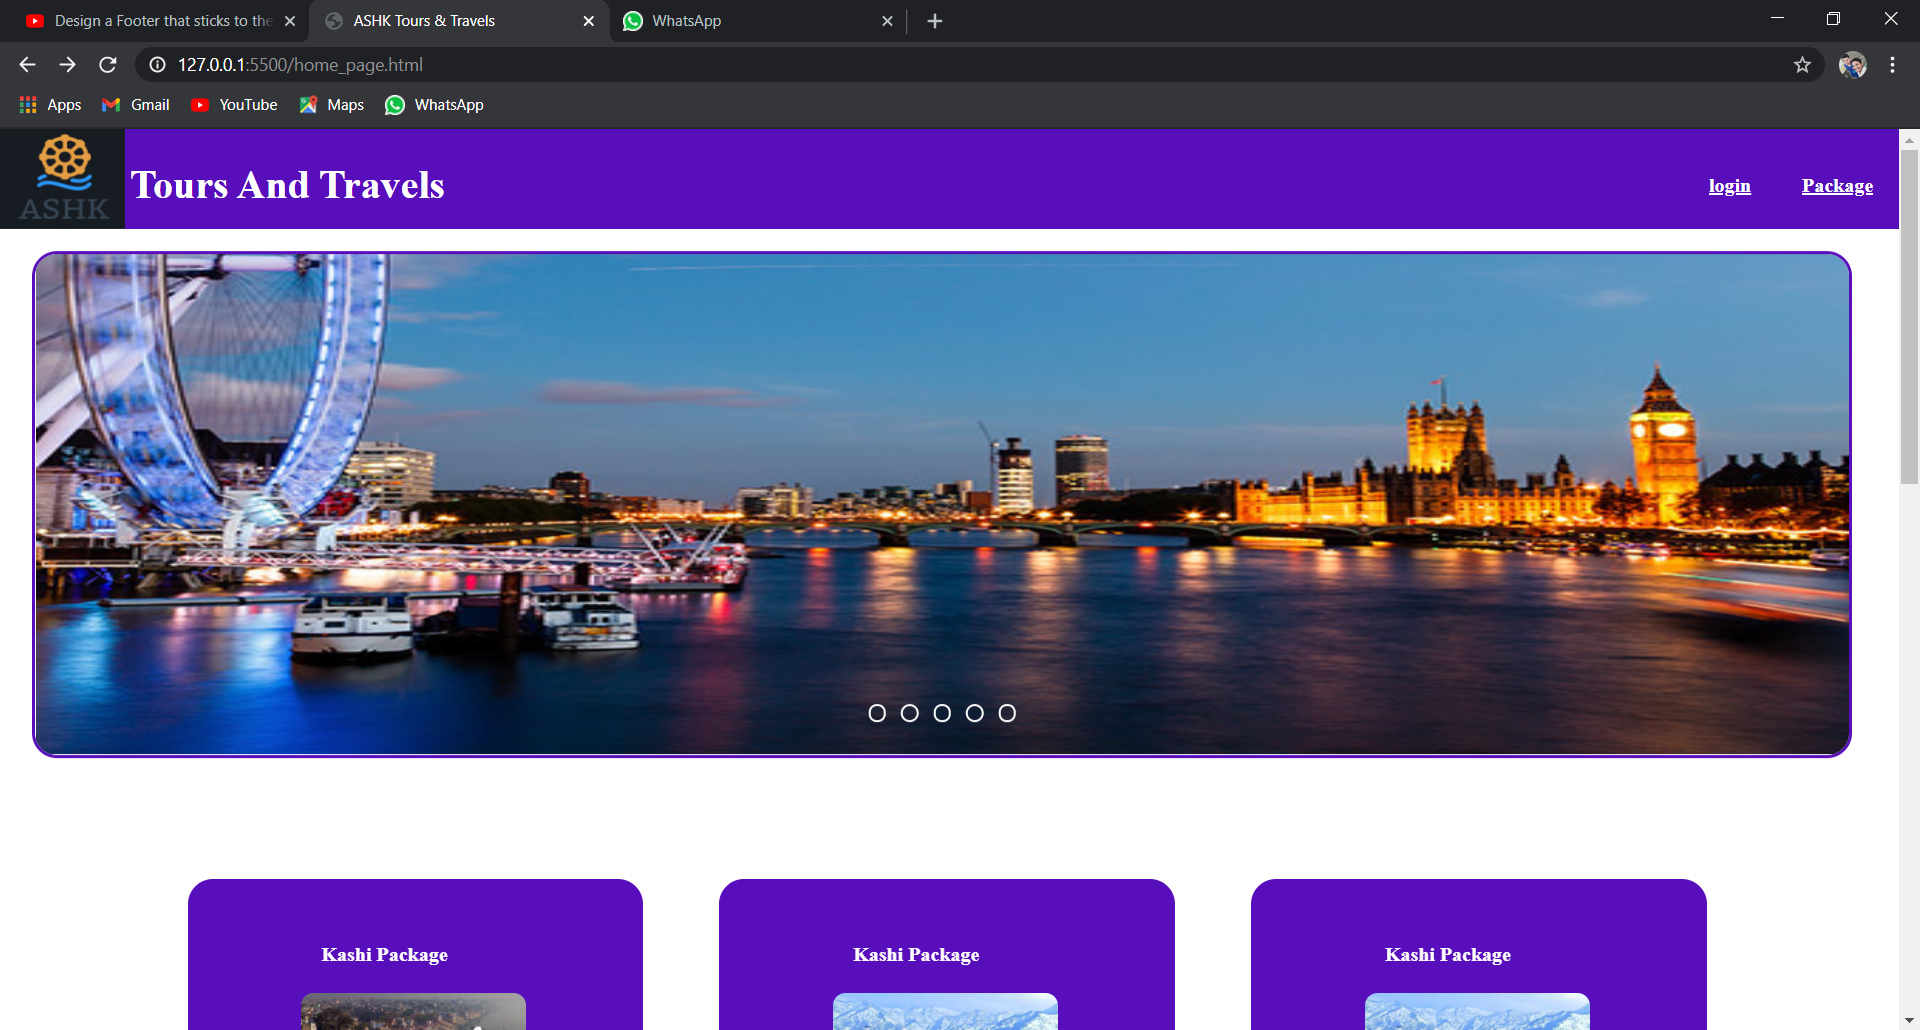 Design a Footer that sticks to the
ASHK Tours & Travels
WhatsApp
127.0.0.1:5500/home_page.html
Apps
Gmail
YouTube
Maps
WhatsApp
ASHK
Tours And Travels
login
Package
Kashi Package
Kashi Package
Kashi Package